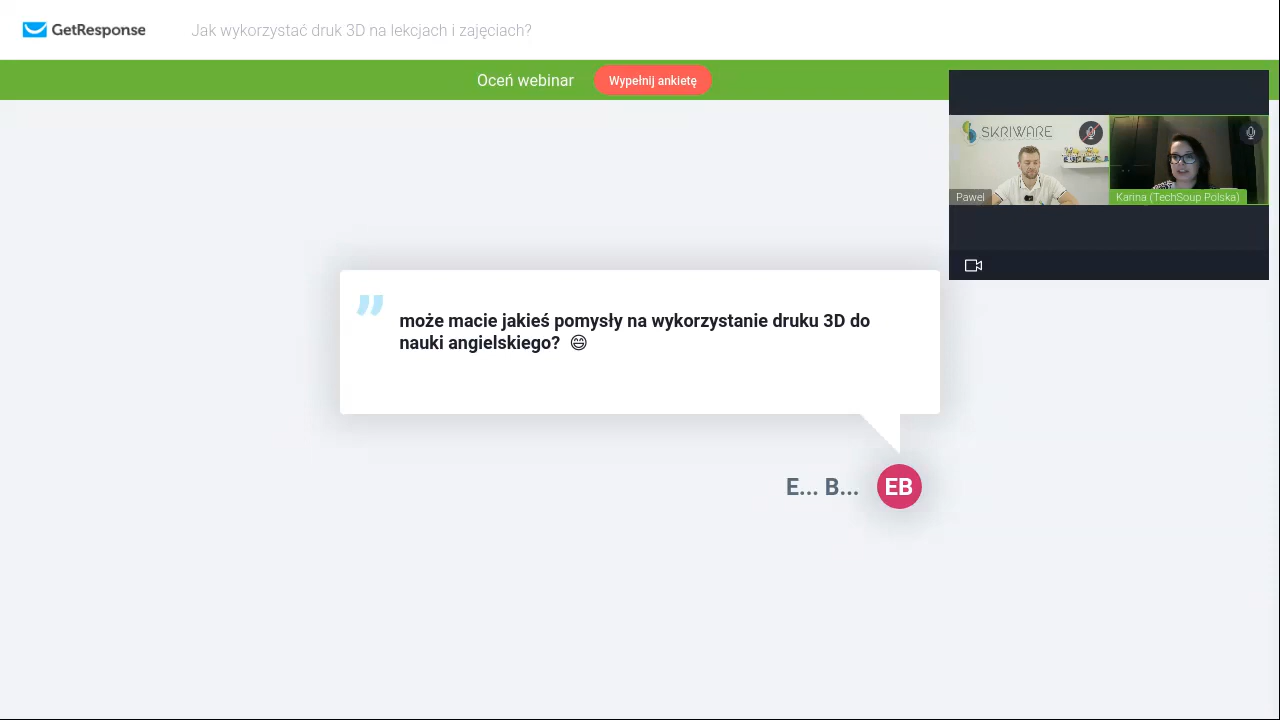 GetResponse
Jak wykorzystać druk 3D na lekcjach i zajęciach?
Oceń webinar
Wypełnij ankietę
SKRIWARE
Pawel
Karina (TechSoup Polska)
” może macie jakieś pomysły na wykorzystanie druku 3D do
nauki angielskiego? 😄
E... B...
EB